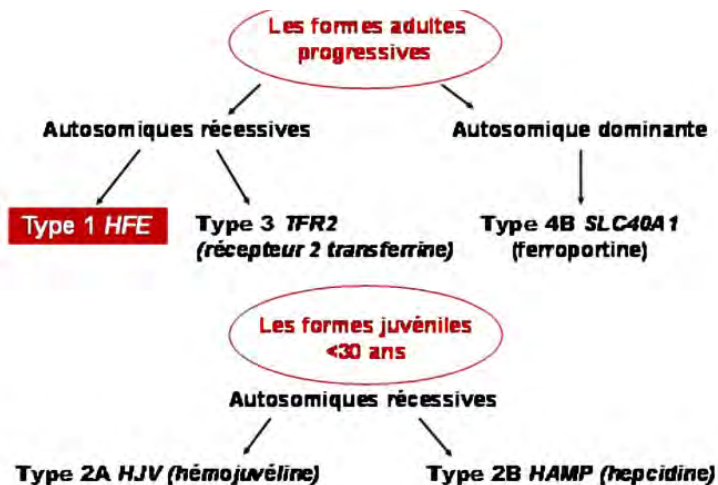 Les formes adultes
progressives
Autosomiques récessives
Autosomique dominante
Type 1 HFE
Type 3 TFR2
(récepteur 2 transferrine)
Type 4B SLC40A1
(ferroportine)
Les formes juvéniles
<30 ans
Autosomiques récessives
Type 2A HJV (hémojuvéline)
Type 2B HAMP (hepcidine)